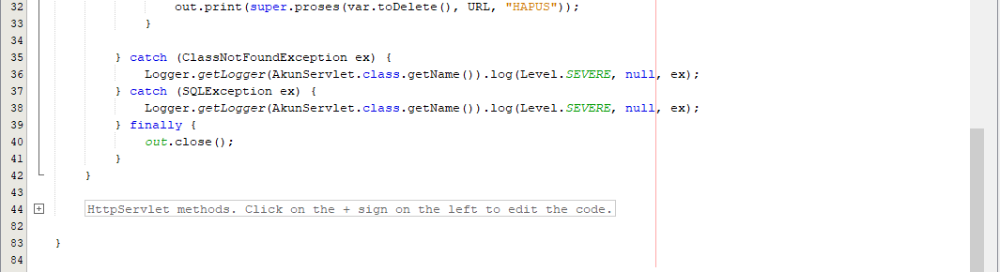 32 out.print(super.proses(var.toDelete(), URL, "HAPUS"));
33 }
34
35 } catch (ClassNotFoundException ex) {
36 Logger.getLogger(AkunServlet.class.getName()).log(Level.SEVERE, null, ex);
37 } catch (SQLException ex) {
38 Logger.getLogger(AkunServlet.class.getName()).log(Level.SEVERE, null, ex);
39 } finally {
40 out.close();
41 }
42 }
43
44 HttpServlet methods. Click on the + sign on the left to edit the code.
82
83 }
84